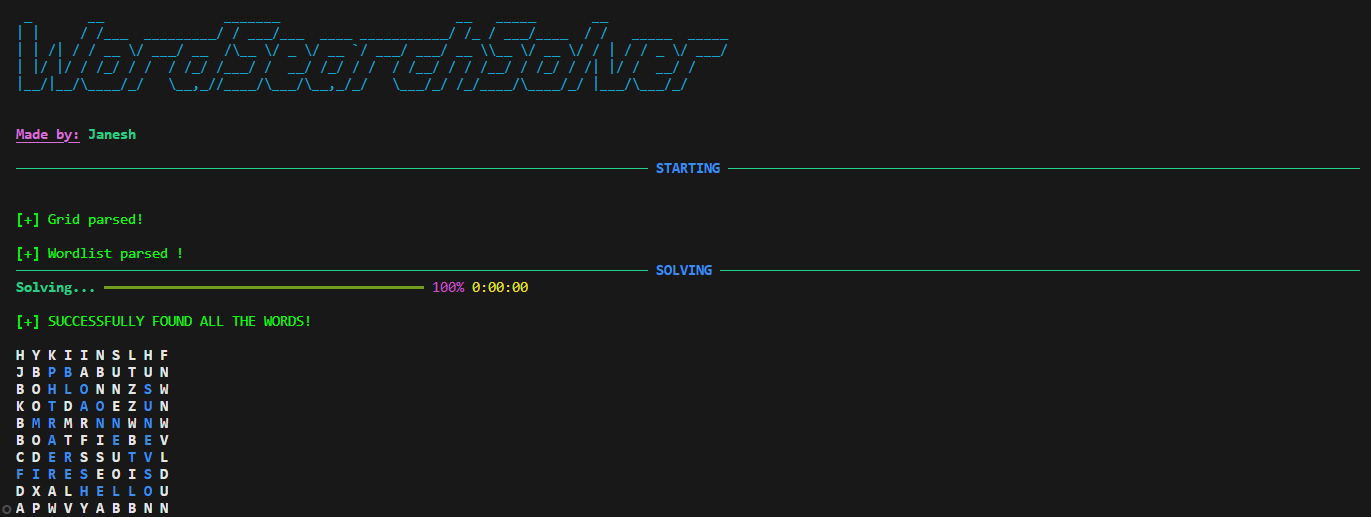 WordSearchSolver
Made by: Janesh
STARTING
[+] Grid parsed!
[+] Wordlist parsed !
SOLVING
Solving... 100% 0:00:00
[+] SUCCESSFULLY FOUND ALL THE WORDS!
H Y K I I N S L H F
J B P B A B U T U N
B O H L O N N Z S W
K O T D A O E Z U N
B M R M R N N W N W
B O A T F I E B E V
C D E R S S U T V L
F I R E S E O I S D
D X A L H E L L O U
A P W V Y A B B N N